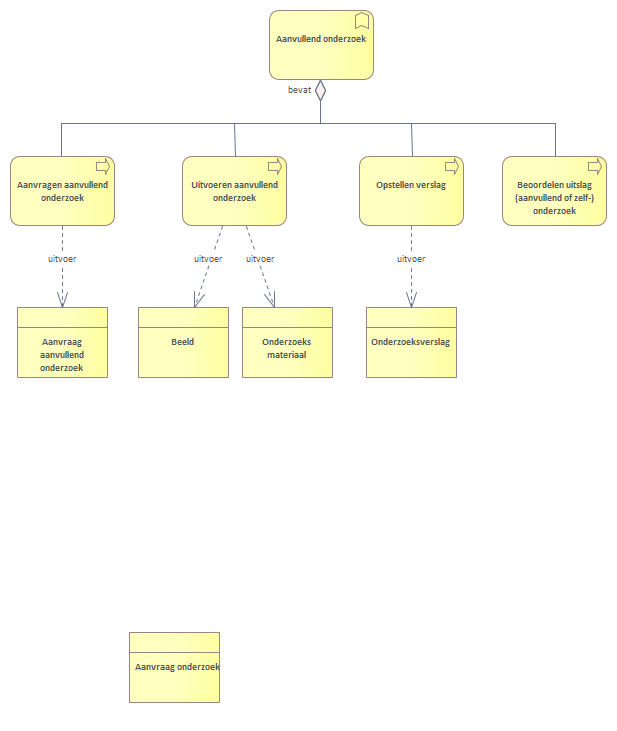 Aanvullend onderzoek
bevat
Aanvragen aanvullend
onderzoek
Uitvoeren aanvullend
onderzoek
Opstellen verslag
Beoordelen uitslag
(aanvullend of zelf-)
onderzoek
uitvoer
uitvoer
uitvoer
uitvoer
Aanvraag
aanvullend
onderzoek
Beeld
Onderzoeks
materiaal
Onderzoeksverslag
Aanvraag onderzoek